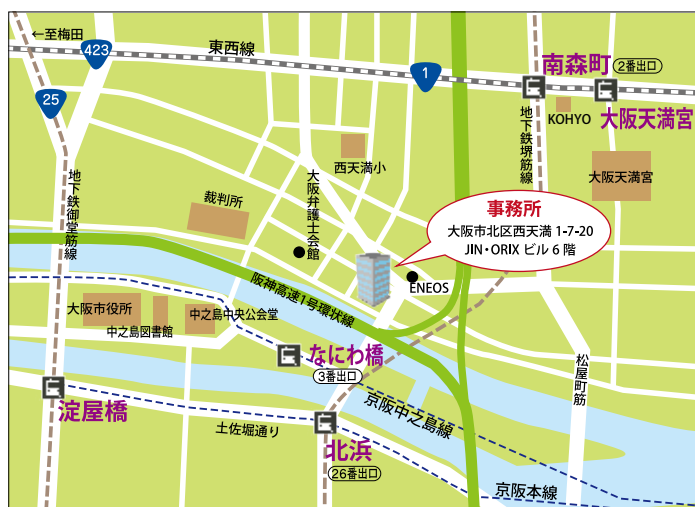 ←至梅田
423
東西線
1
南森町
2番出口
25
KOHYO
大阪天満宮
地下鉄堺筋線
西天満小
大阪天満宮
地下鉄御堂筋線
大阪弁護士会館
裁判所
事務所
大阪市北区西天満 1-7-20
JIN・ORIX ビル 6 階
阪神高速1号環状線
ENEOS
大阪市役所
中之島中央公会堂
中之島図書館
なにわ橋
3番出口
松屋町筋
淀屋橋
京阪中之島線
土佐堀通り
北浜
26番出口
京阪本線